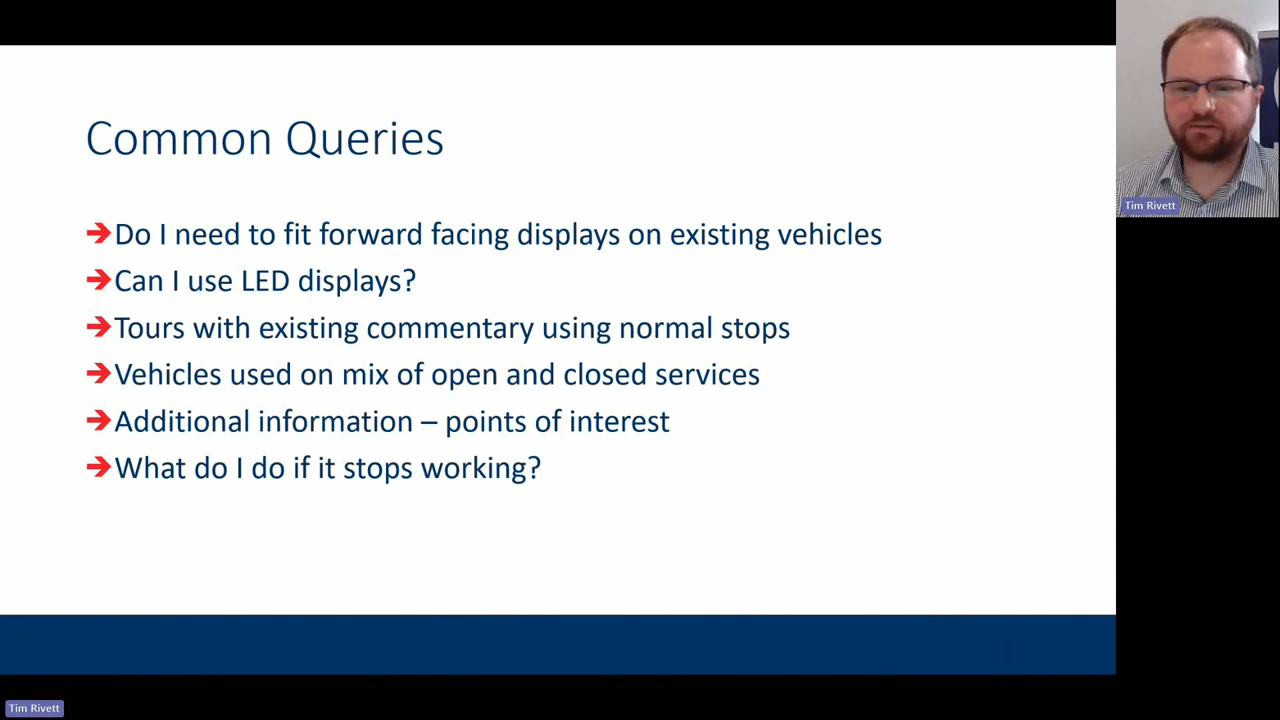 Common Queries
➔Do I need to fit forward facing displays on existing vehicles
➔Can I use LED displays?
➔Tours with existing commentary using normal stops
➔Vehicles used on mix of open and closed services
➔Additional information – points of interest
➔What do I do if it stops working?
Tim Rivett
Tim Rivett